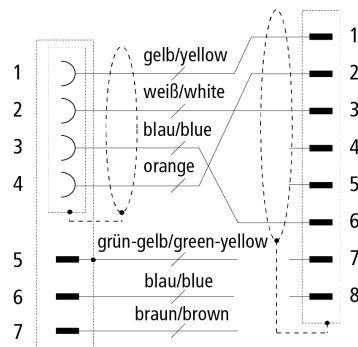 gelb/yellow
1
weiß/white
2
blau/blue
3
orange
4
grün-gelb/green-yellow
5
blau/blue
6
braun/brown
7
1
2
3
4
5
6
7
8